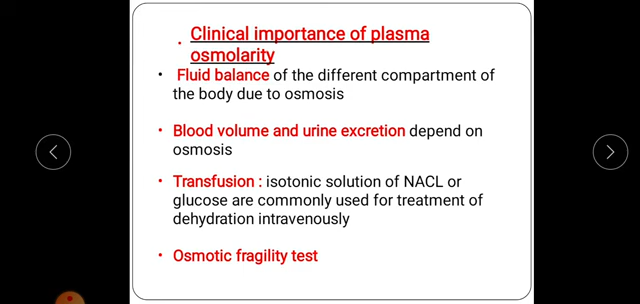 • Clinical importance of plasma
osmolarity
• Fluid balance of the different compartment of
the body due to osmosis
• Blood volume and urine excretion depend on
osmosis
• Transfusion : isotonic solution of NACL or
glucose are commonly used for treatment of
dehydration intravenously
• Osmotic fragility test